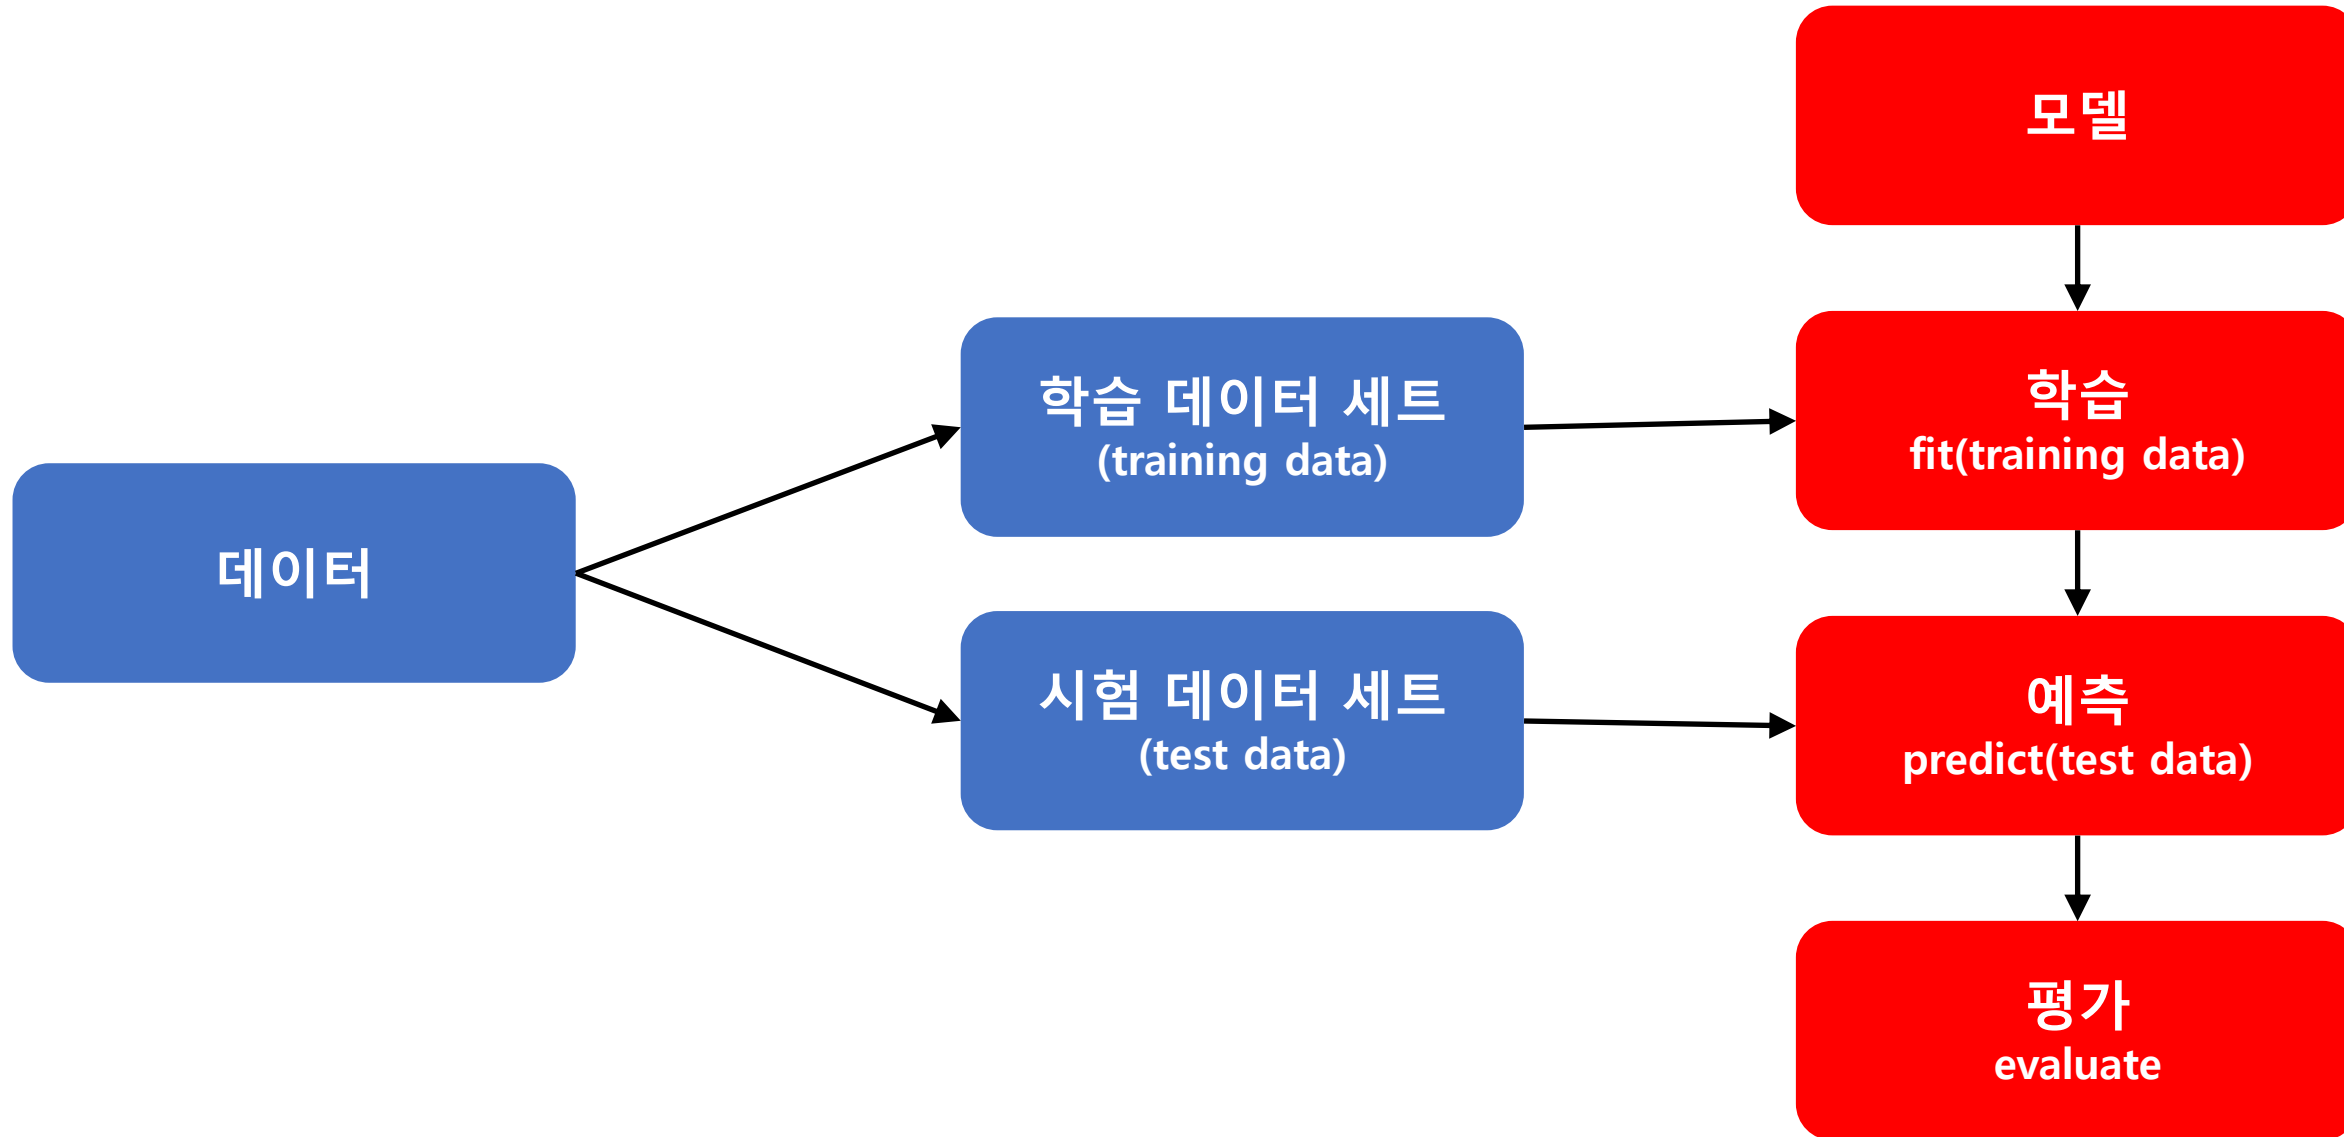 모델
데이터
학습 데이터 세트
(training data)
시험 데이터 세트
(test data)
학습
fit(training data)
예측
predict(test data)
평가
evaluate